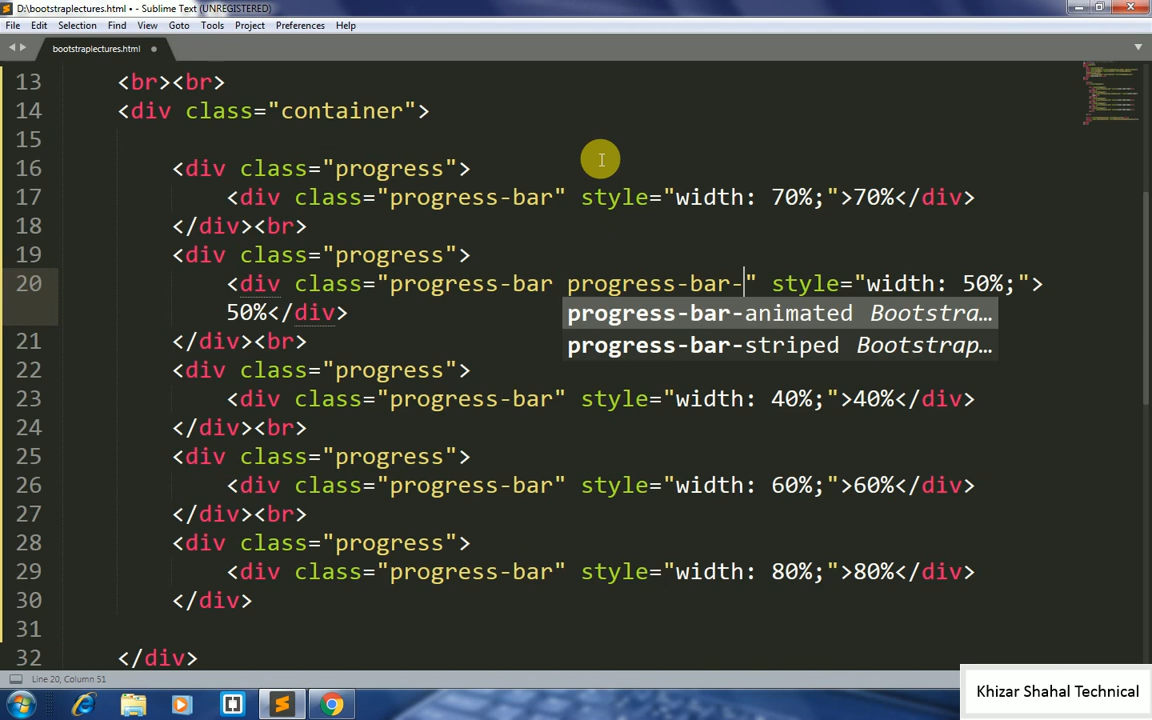 D:\bootstraplectures.html • - Sublime Text (UNREGISTERED)
File Edit Selection Find View Goto Tools Project Preferences Help
bootstraplectures.html
13 <br><br>
14 <div class="container">
15
16 <div class="progress">
17 <div class="progress-bar" style="width: 70%;">70%</div>
18 </div><br>
19 <div class="progress">
20 <div class="progress-bar progress-bar-" style="width: 50%;">
50%</div>
progress-bar-animated Bootstra…
progress-bar-striped Bootstrap…
21 </div><br>
22 <div class="progress">
23 <div class="progress-bar" style="width: 40%;">40%</div>
24 </div><br>
25 <div class="progress">
26 <div class="progress-bar" style="width: 60%;">60%</div>
27 </div><br>
28 <div class="progress">
29 <div class="progress-bar" style="width: 80%;">80%</div>
30 </div>
31
32 </div>
Line 20, Column 51
Khizar Shahal Technical